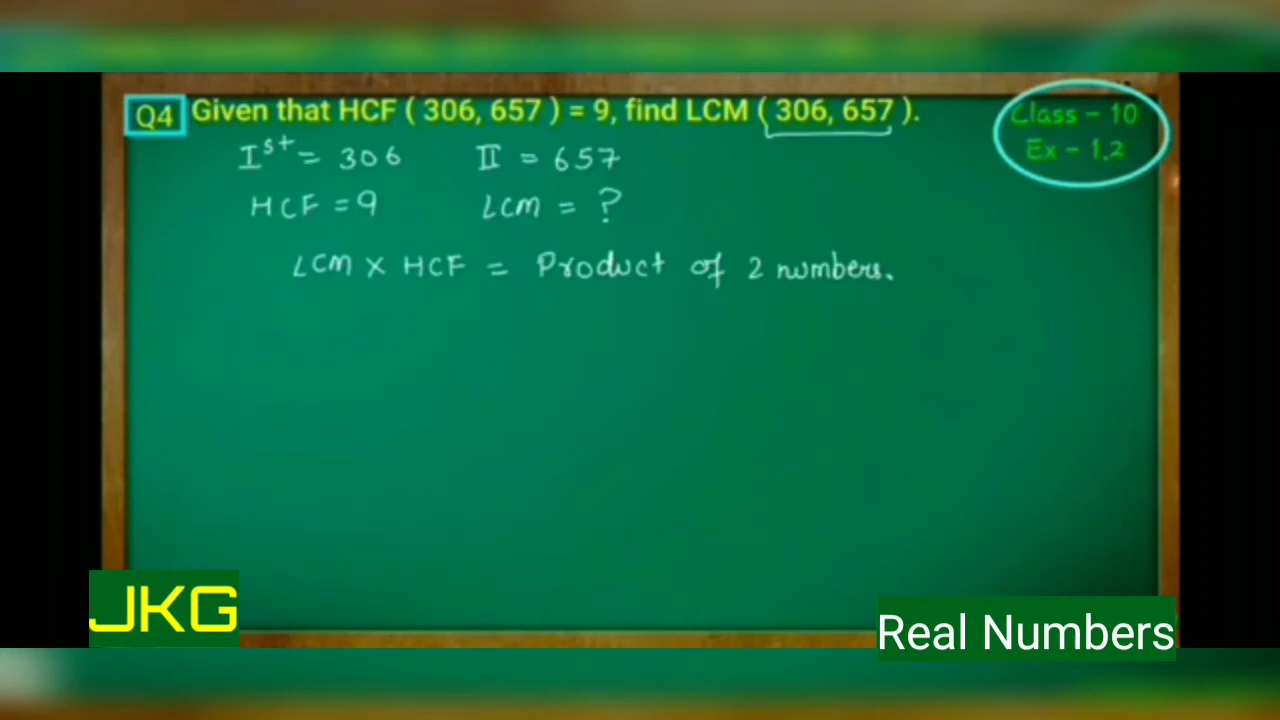 Q4 Given that HCF ( 306, 657 ) = 9, find LCM ( 306, 657 ).
Class - 10
Ex - 1.2
Ist = 306 II = 657
HCF = 9 LCM = ?
LCM × HCF = Product of 2 numbers.
JKG
Real Numbers